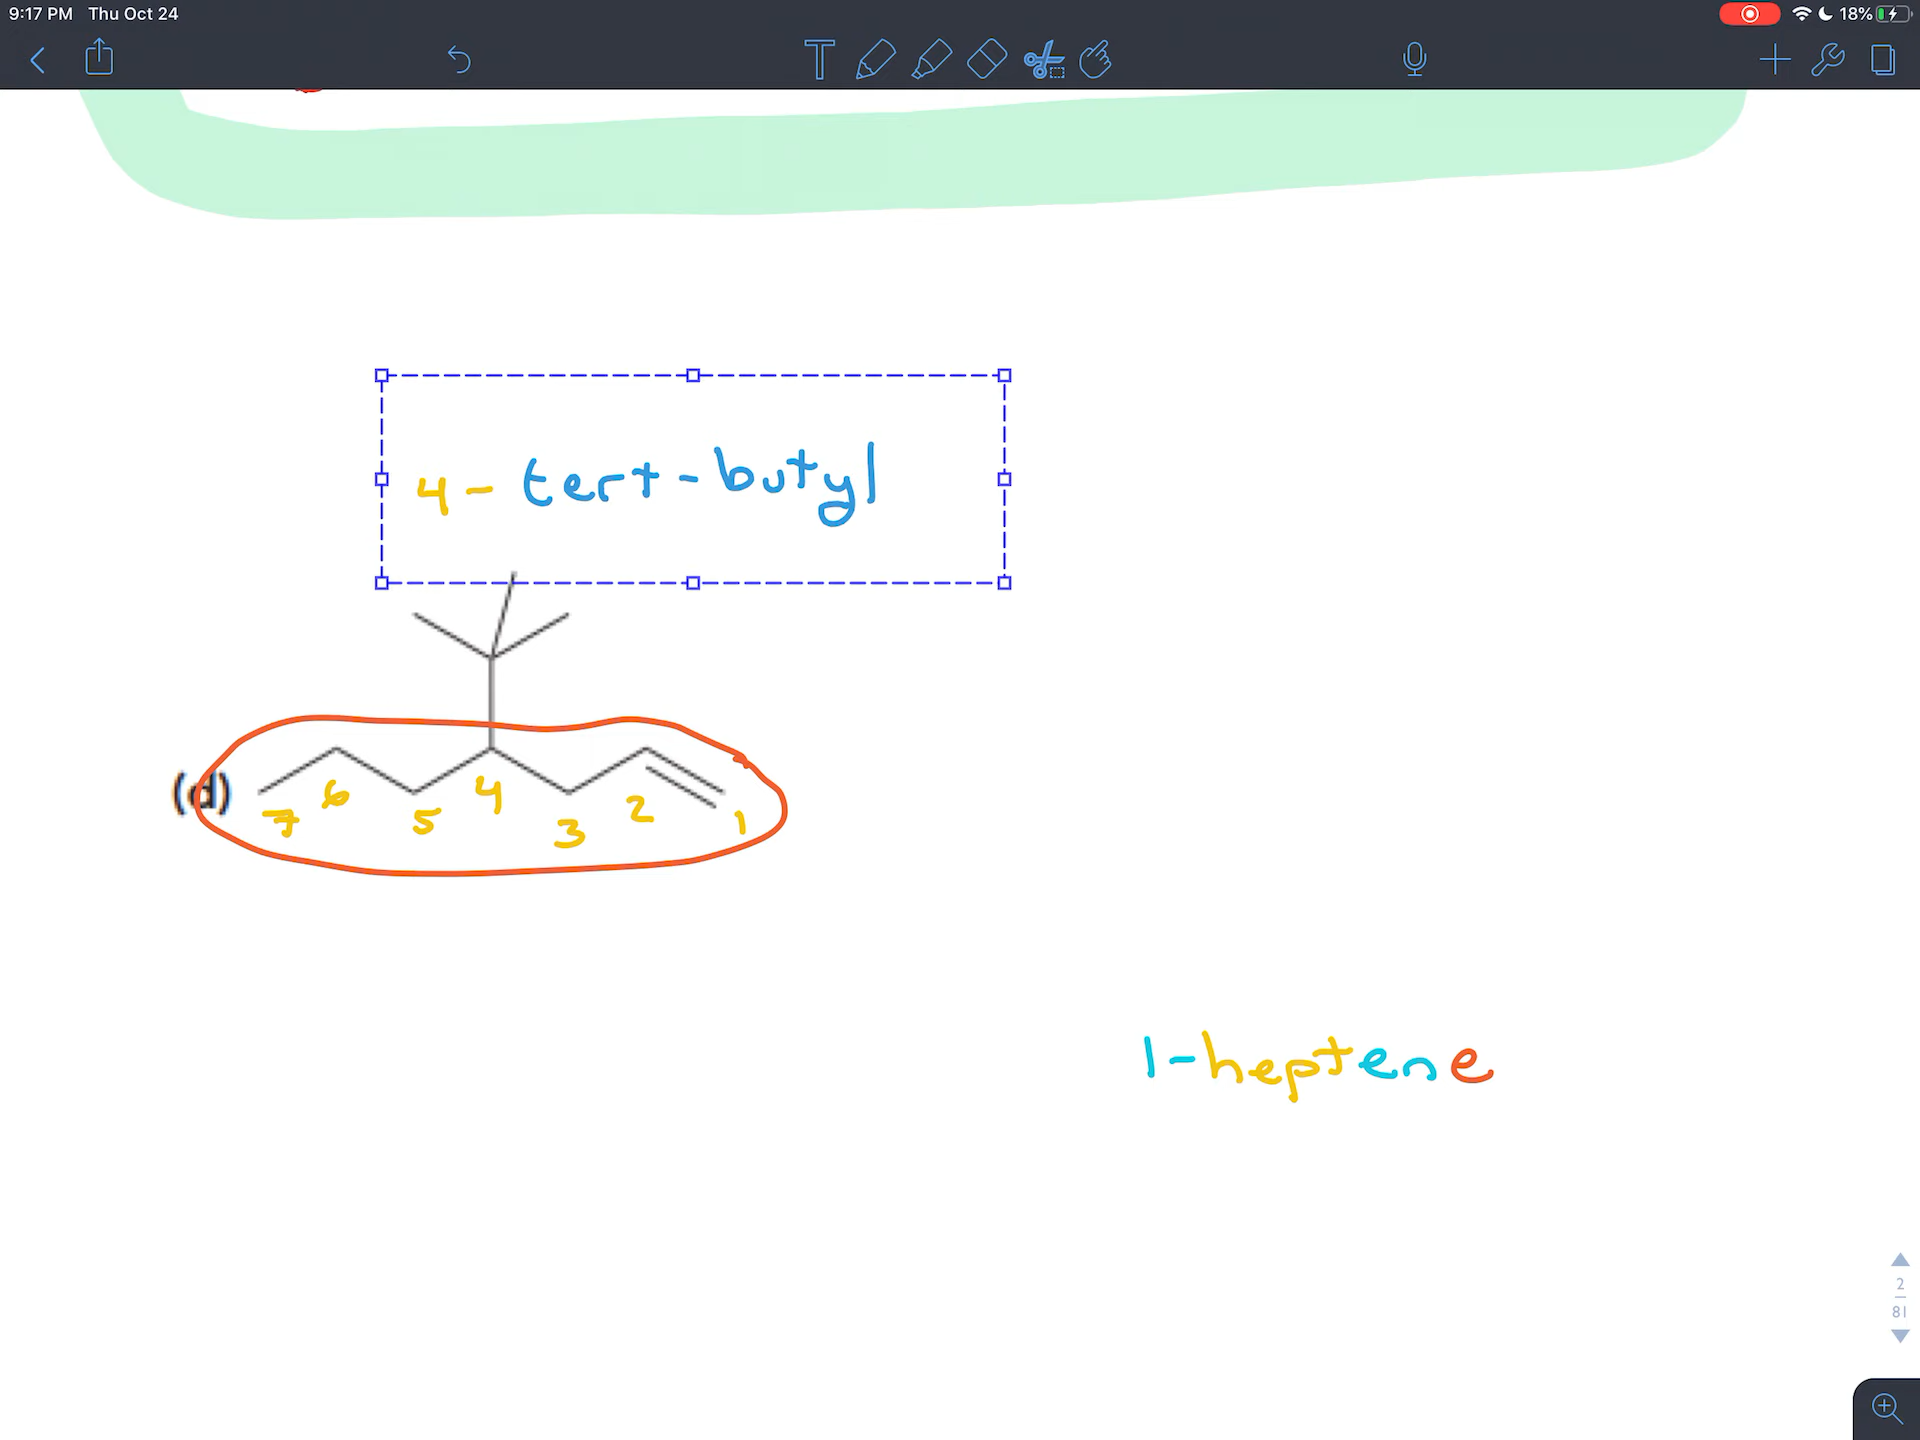 9:17 PM Thu Oct 24
18%
T
4- tert-butyl
(d)
7 6 5 4 3 2 1
1-heptene
2
81